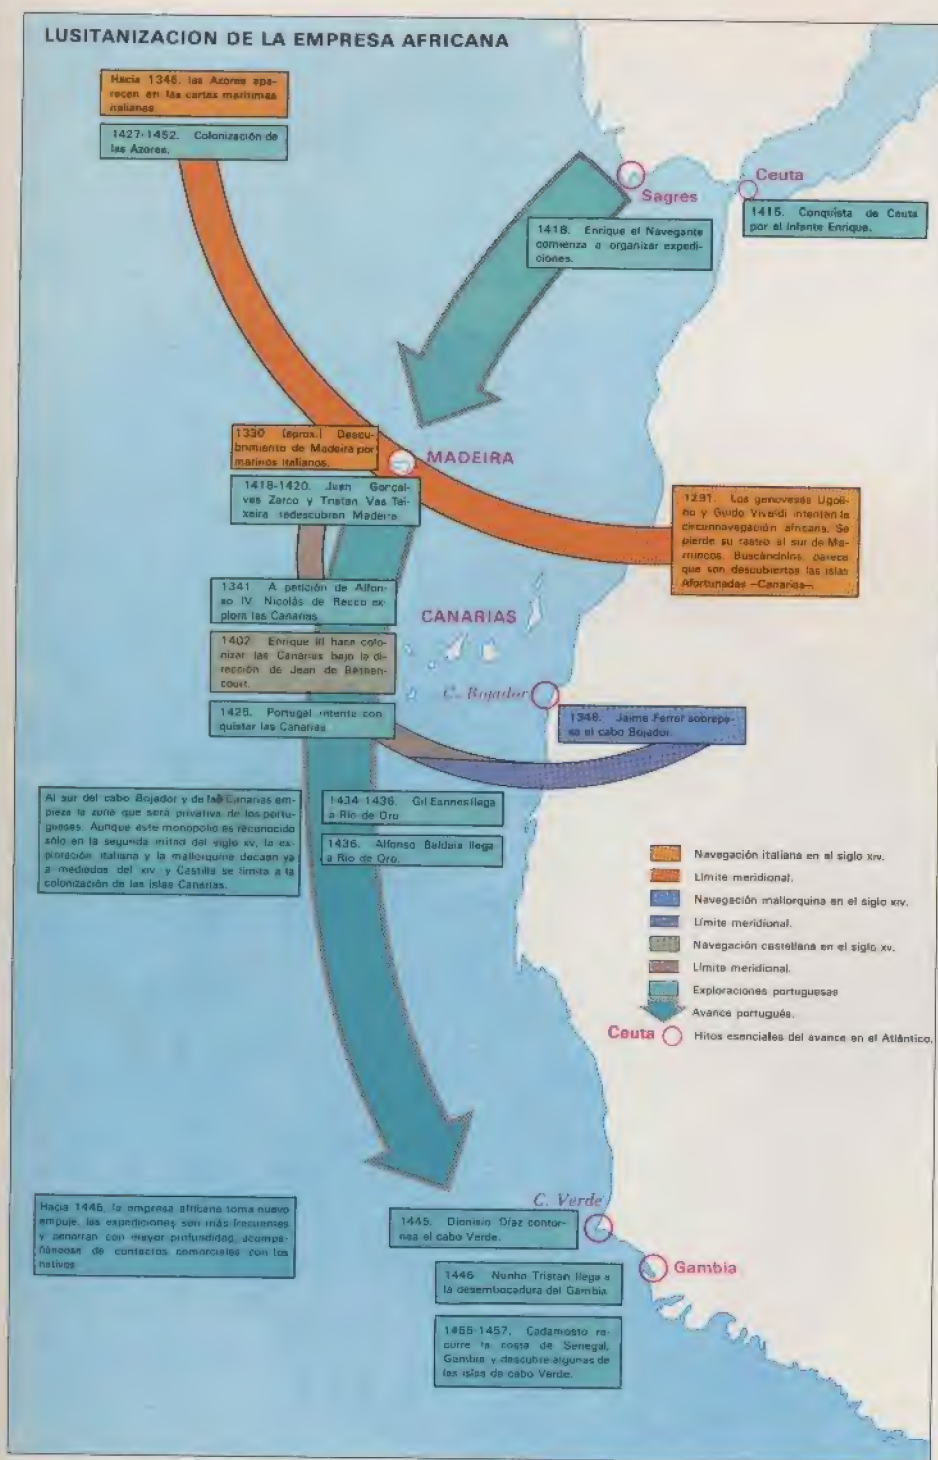 LUSITANIZACION DE LA EMPRESA AFRICANA
Hacia 1346, las Azores apa-
recen en las cartas marítimas
italianas.
1427-1452. Colonización de
las Azores.
Sagres
Ceuta
1415. Conquista de Ceuta
por el Infante Enrique.
1418. Enrique el Navegante
comienza a organizar expedi-
ciones.
1330 (aprox.) Descu-
brimiento de Madeira por
marinos italianos.
MADEIRA
1418-1420. Juan Gonçal-
ves Zarco y Tristan Vas Tei-
xeira redescubren Madeira.
1291. Los genoveses Ugoli-
no y Guido Vivaldi intentan la
circunnavegación africana. Se
pierde su rastro al sur de Ma-
rruecos. Buscándolos, parece
que son descubiertas las islas
Afortunadas -Canarias-.
1341 A petición de Alfon-
so IV. Nicolás de Recco ex-
plora las Canarias.
CANARIAS
1402. Enrique III hace colo-
nizar las Canarias bajo la di-
rección de Jean de Bethen-
court.
C. Bojador
1425. Portugal intenta con
quistar las Canarias.
1348. Jaime Ferrer sobrepa-
sa el cabo Bojador.
Al sur del cabo Bojador y de las Canarias em-
pieza la zona que será privativa de los portu-
gueses. Aunque este monopolio es reconocido
sólo en la segunda mitad del siglo XV, la ex-
ploración italiana y la mallorquina decaen ya
a mediados del XIV y Castilla se limita a la
colonización de las islas Canarias.
1434-1436. Gil Eannes llega
a Río de Oro
1436. Alfonso Baldaia llega
a Río de Oro.
Navegación italiana en el siglo XIV.
Límite meridional.
Navegación mallorquina en el siglo XIV.
Límite meridional.
Navegación castellana en el siglo XV.
Límite meridional.
Exploraciones portuguesas
Avance portugués.
Ceuta
Hitos esenciales del avance en el Atlántico.
Hacia 1445, la empresa africana toma nuevo
empuje, las expediciones son más frecuentes
y penetran con mayor profundidad, acompa-
ñándose de contactos comerciales con los
nativos
C. Verde
1445. Dionisio Díaz contor-
nea el cabo Verde.
Gambia
1446 Nunho Tristan llega a
la desembocadura del Gambia
1455-1457. Cadamosto re-
curre la costa de Senegal,
Gambia y descubre algunas de
las islas de cabo Verde.